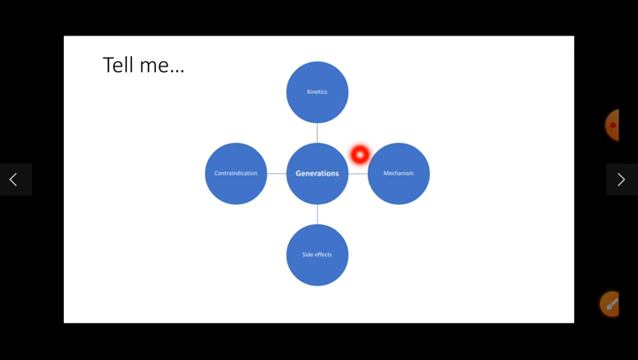 Tell me...
Kinetics
Contraindication
Generations
Mechanism
Side effects